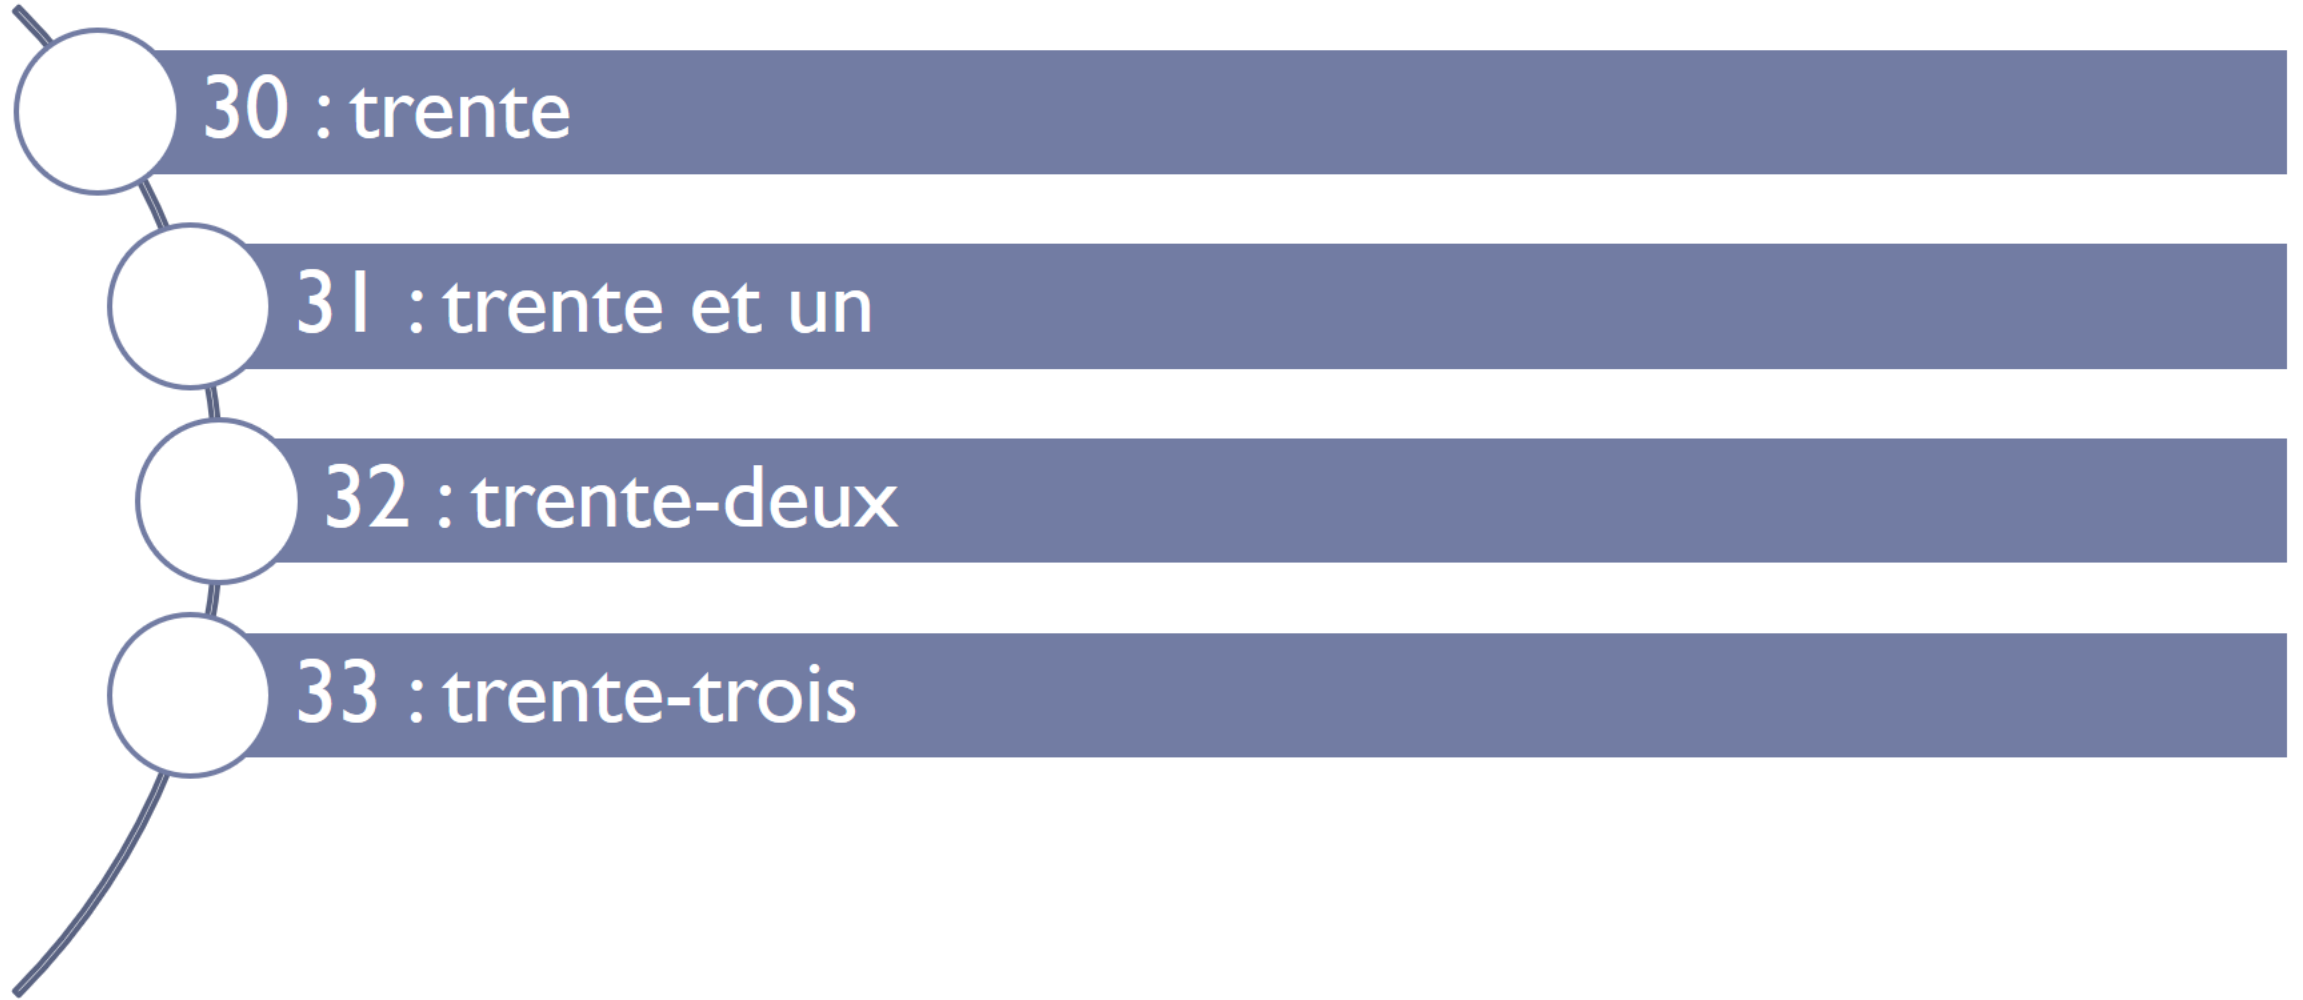 30 : trente
31 : trente et un
32 : trente-deux
33 : trente-trois